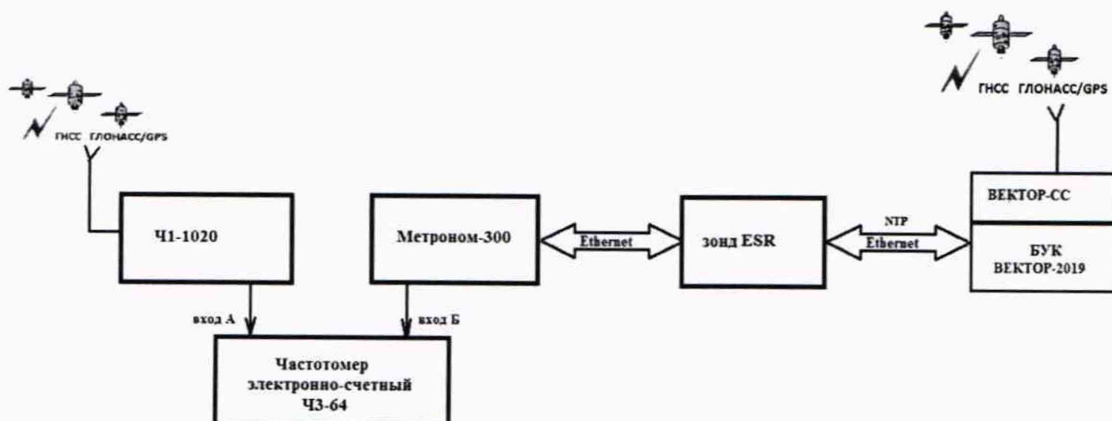 ГНСС ГЛОНАСС/GPS
ГНСС ГЛОНАСС/GPS
Ч1-1020
Метроном-300
Ethernet
зонд ESR
NTP
Ethernet
ВЕКТОР-СС
БУК
ВЕКТОР-2019
вход А
вход Б
Частотомер
электронно-счетный
Ч3-64